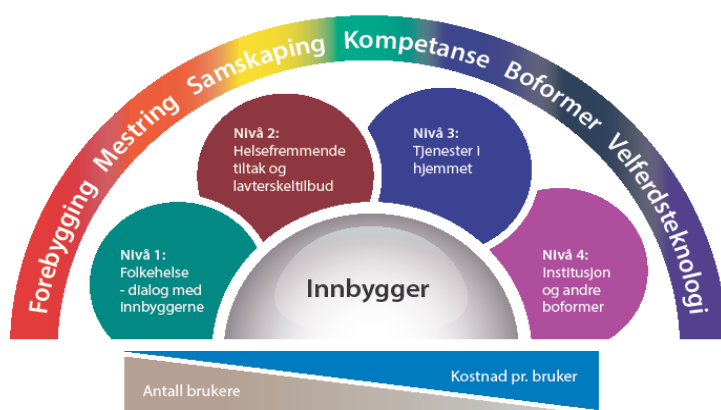 Forebygging Mestring Samskaping Kompetanse Boformer Velferdsteknologi
Nivå 1:
Folkehelse
- dialog med
Innbyggerne
Nivå 2:
Helsefremmende
tiltak og
lavterskeltilbud
Nivå 3:
Tjenester i
hjemmet
Nivå 4:
Institusjon
og andre
boformer
Innbygger
Kostnad pr. bruker
Antall brukere